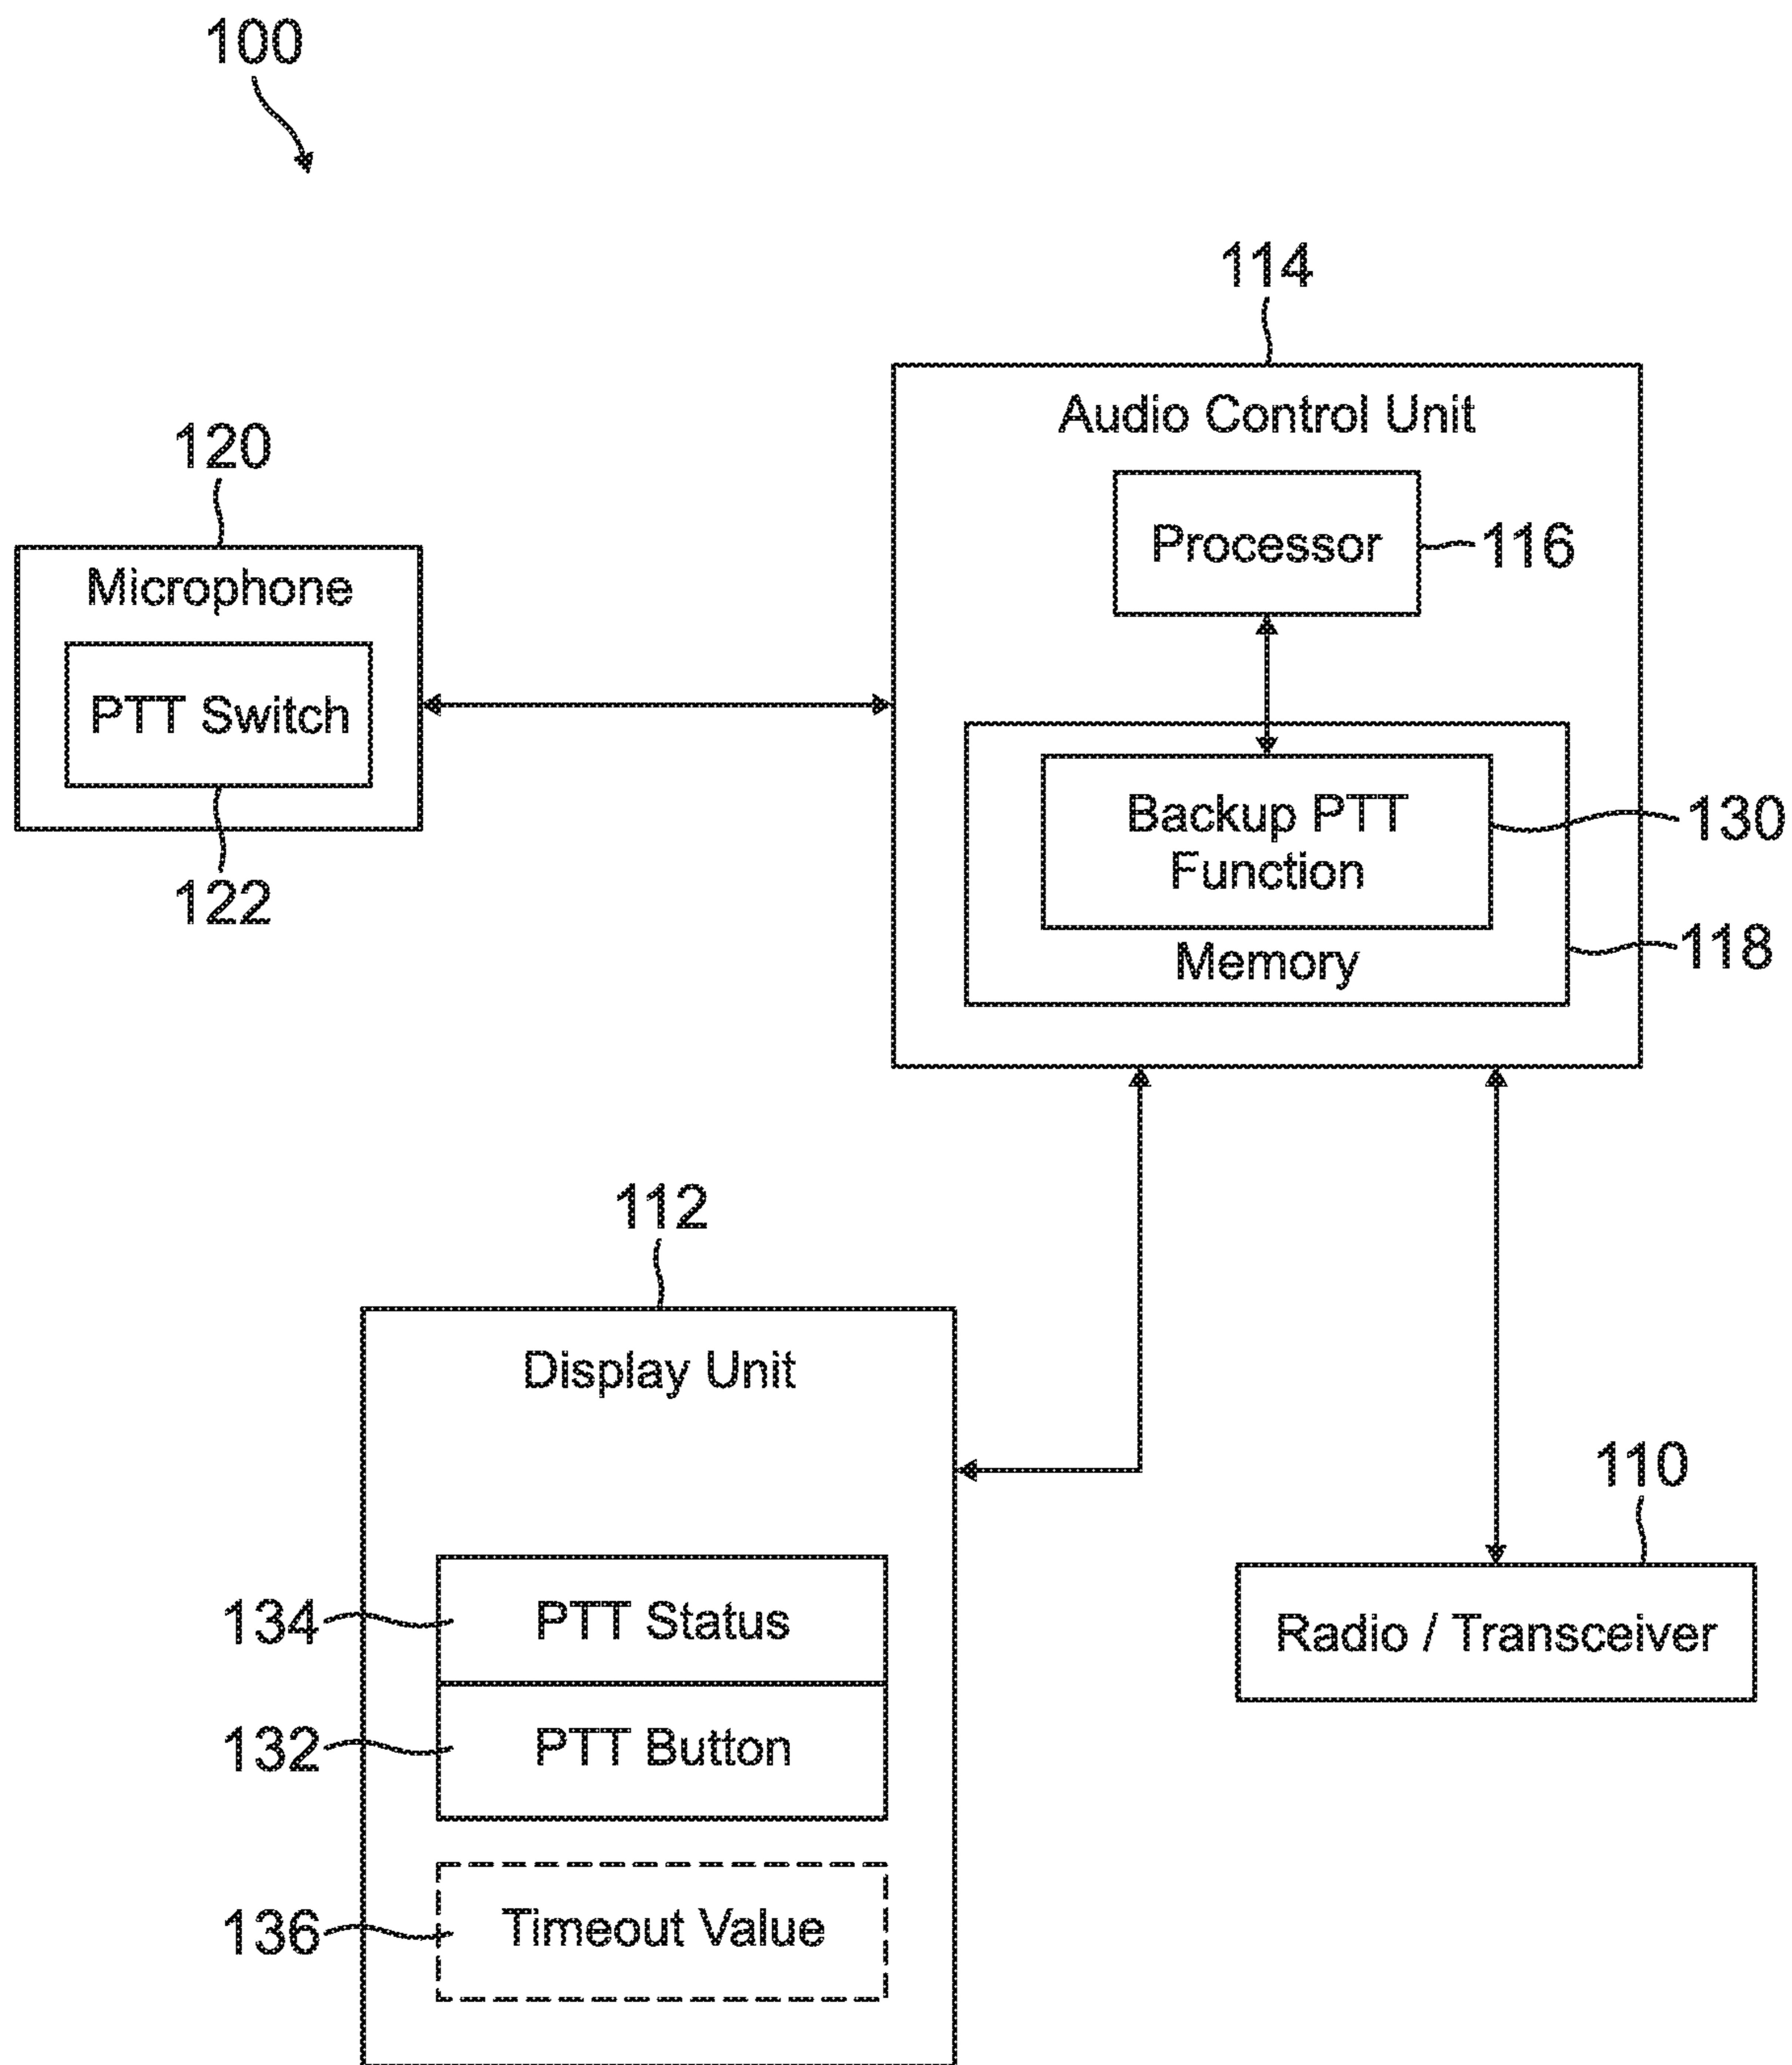 100
114
Audio Control Unit
120
Microphone
Processor
116
PTT Switch
Backup PTT
Function
130
122
Memory
118
112
Display Unit
110
134
PTT Status
Radio / Transceiver
132
PTT Button
136
Timeout Value